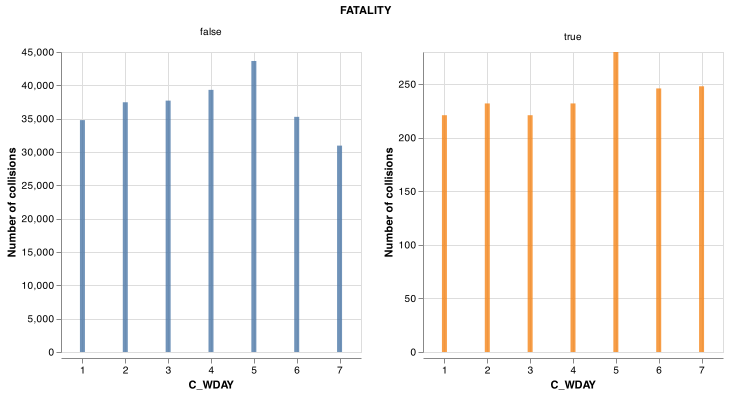 FATALITY
false
45,000
40,000
35,000
30,000
25,000
20,000
15,000
10,000
5,000
0
Number of collisions
1 2 3 4 5 6 7
C_WDAY
true
250
200
150
100
50
0
Number of collisions
1 2 3 4 5 6 7
C_WDAY